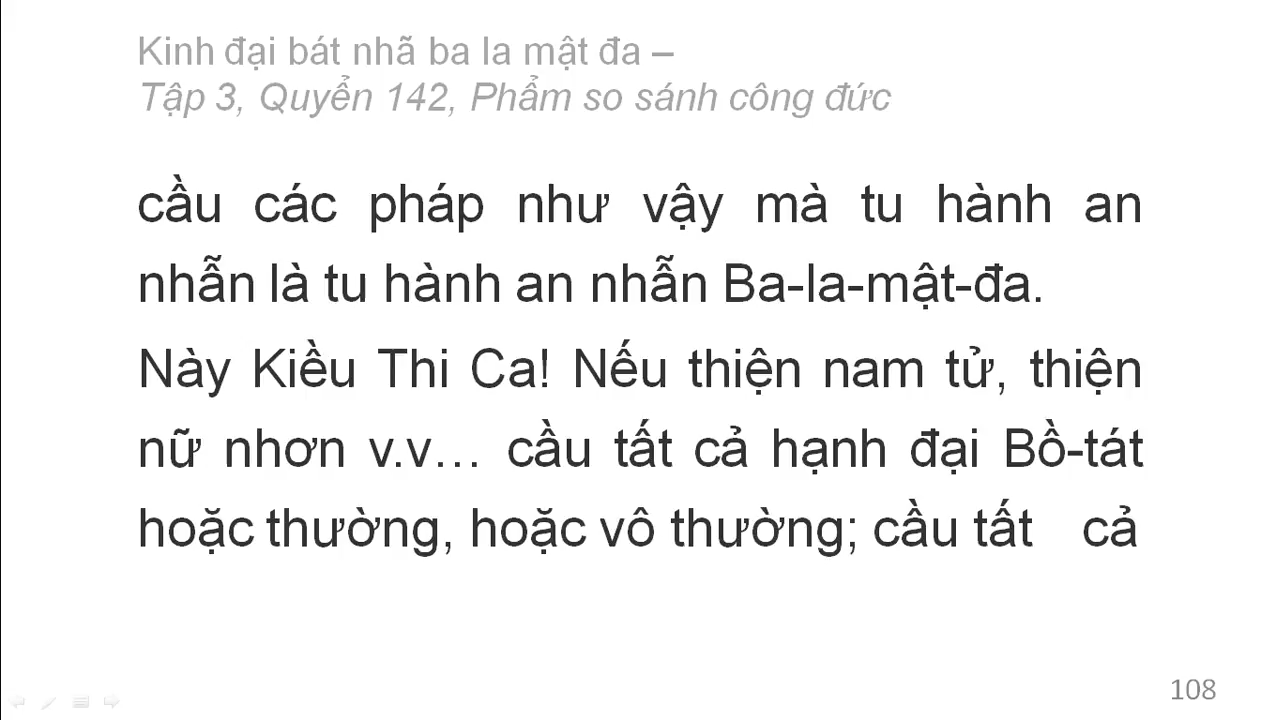 Kinh đại bát nhã ba la mật đa –
Tập 3, Quyển 142, Phẩm so sánh công đức
cầu các pháp như vậy mà tu hành an
nhẫn là tu hành an nhẫn Ba-la-mật-đa.
Này Kiều Thi Ca! Nếu thiện nam tử, thiện
nữ nhơn v.v... cầu tất cả hạnh đại Bồ-tát
hoặc thường, hoặc vô thường; cầu tất cả
108